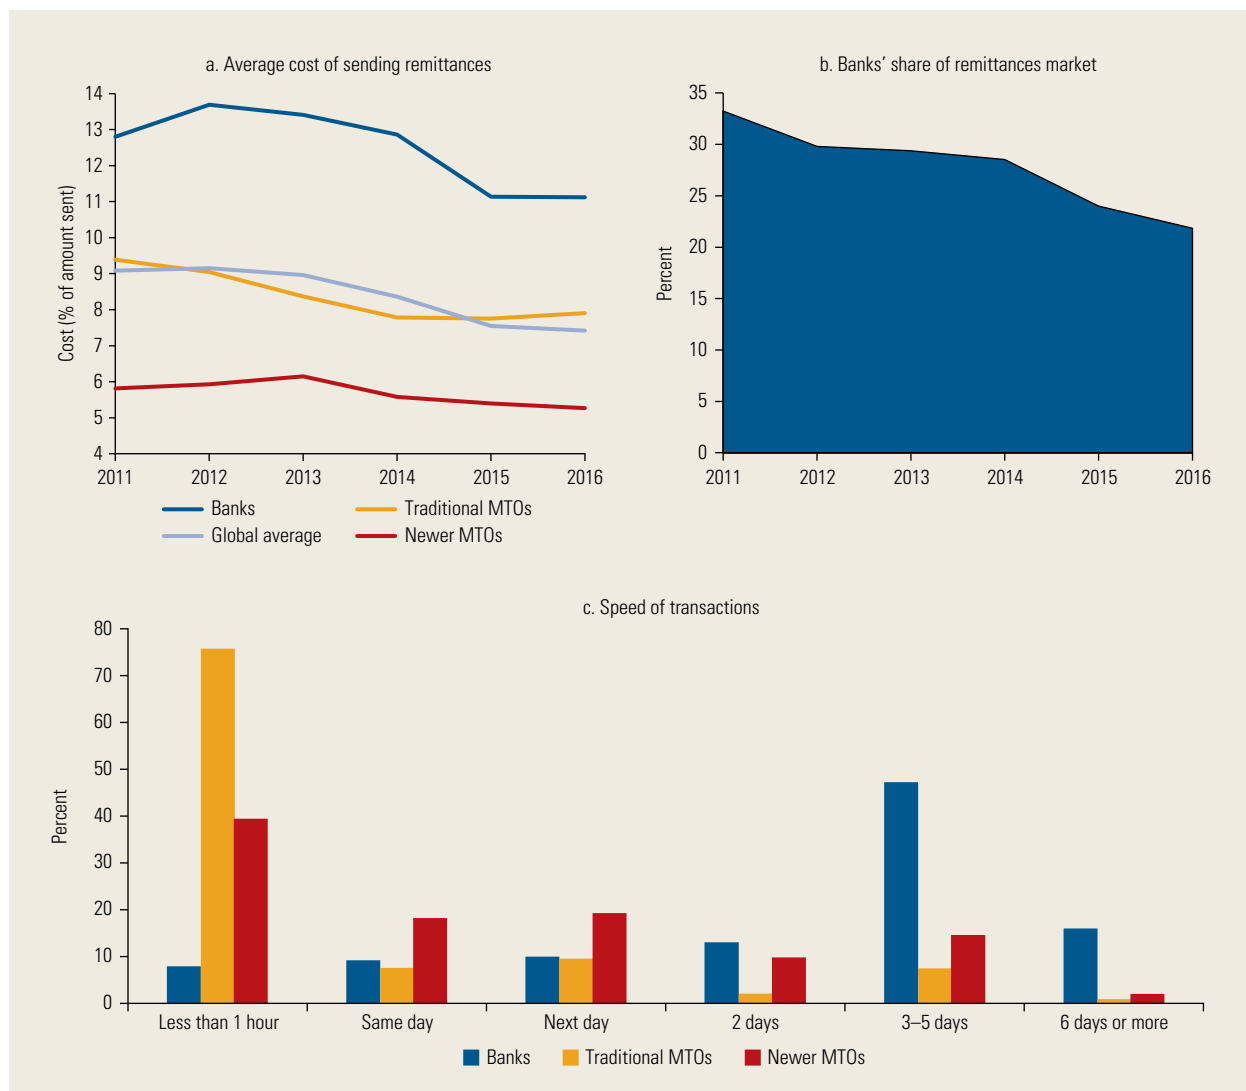 a. Average cost of sending remittances
Cost (% of amount sent)
14
13
12
11
10
9
8
7
6
5
4
2011 2012 2013 2014 2015 2016
Banks Traditional MTOs
Global average Newer MTOs
b. Banks’ share of remittances market
Percent
35
30
25
20
15
10
5
0
2011 2012 2013 2014 2015 2016
c. Speed of transactions
Percent
80
70
60
50
40
30
20
10
0
Less than 1 hour Same day Next day 2 days 3–5 days 6 days or more
Banks Traditional MTOs Newer MTOs